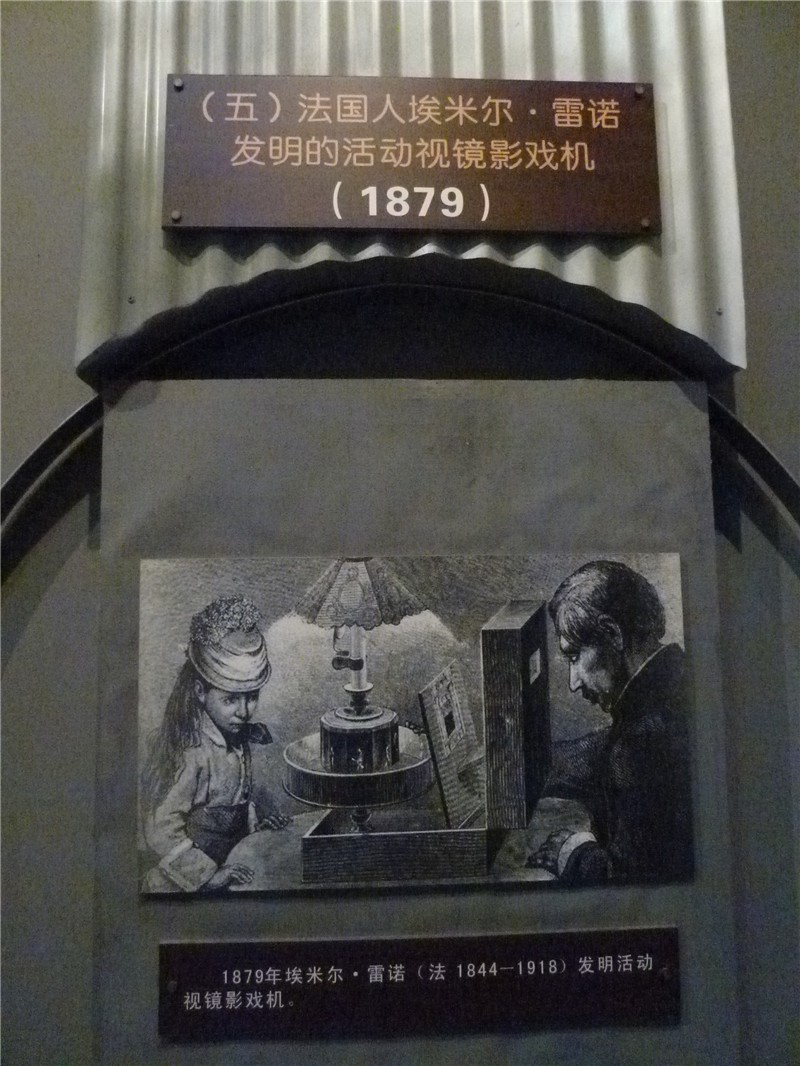 （五）法国人埃米尔·雷诺
发明的活动视镜影戏机
（1879）
1879年埃米尔·雷诺（法 1844—1918）发明活动
视镜影戏机。